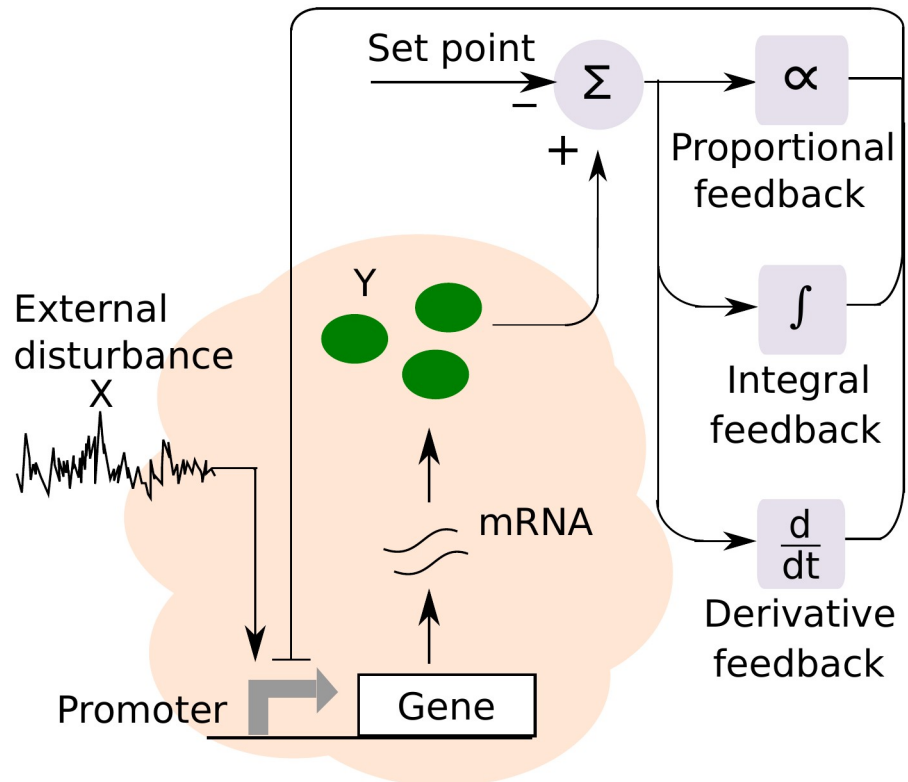 Set point
−
Σ
+
∝
Proportional
feedback
Y
External
disturbance
X
∫
Integral
feedback
mRNA
d
dt
Derivative
feedback
Promoter
Gene